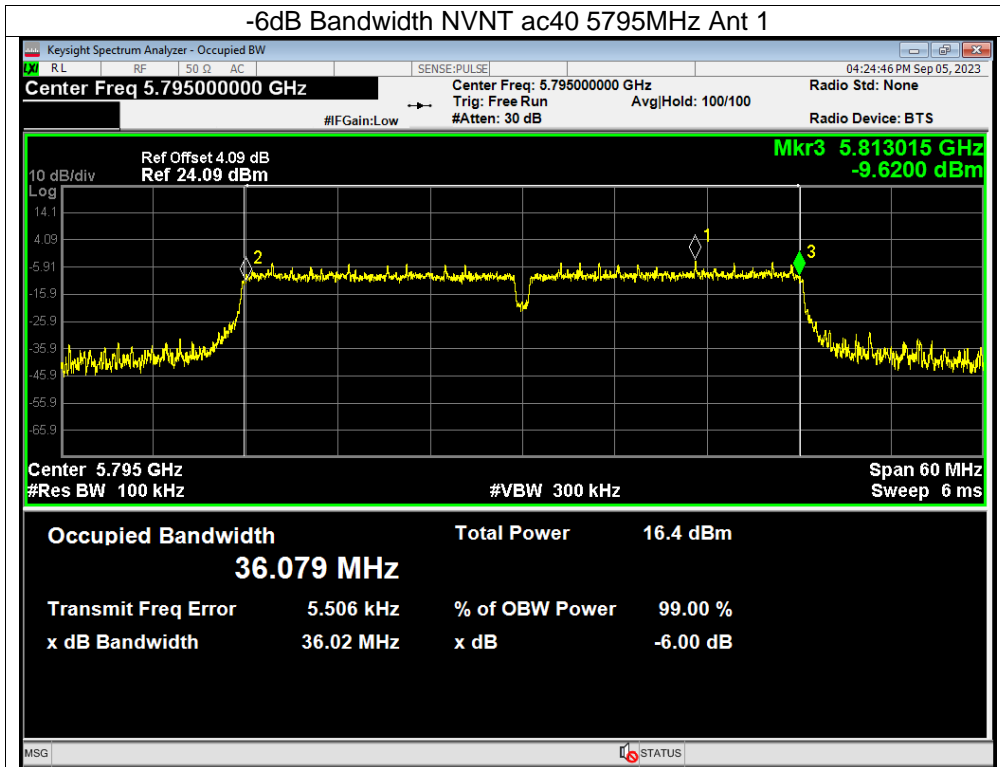 -6dB Bandwidth NVNT ac40 5795MHz Ant 1
Keysight Spectrum Analyzer - Occupied BW
LXI RL RF 50 Ω AC SENSE:PULSE 04:24:46 PM Sep 05, 2023
Center Freq 5.795000000 GHz Center Freq: 5.795000000 GHz Radio Std: None
Trig: Free Run Avg|Hold: 100/100
#IFGain:Low #Atten: 30 dB Radio Device: BTS
Mkr3 5.813015 GHz
Ref Offset 4.09 dB
-9.6200 dBm
10 dB/div Ref 24.09 dBm
Log
14.1
4.09
-5.91
-15.9
-25.9
-35.9
-45.9
-55.9
-65.9
2
1
3
Center 5.795 GHz Span 60 MHz
#Res BW 100 kHz #VBW 300 kHz Sweep 6 ms
Occupied Bandwidth Total Power 16.4 dBm
36.079 MHz
Transmit Freq Error 5.506 kHz % of OBW Power 99.00 %
x dB Bandwidth 36.02 MHz x dB -6.00 dB
MSG STATUS